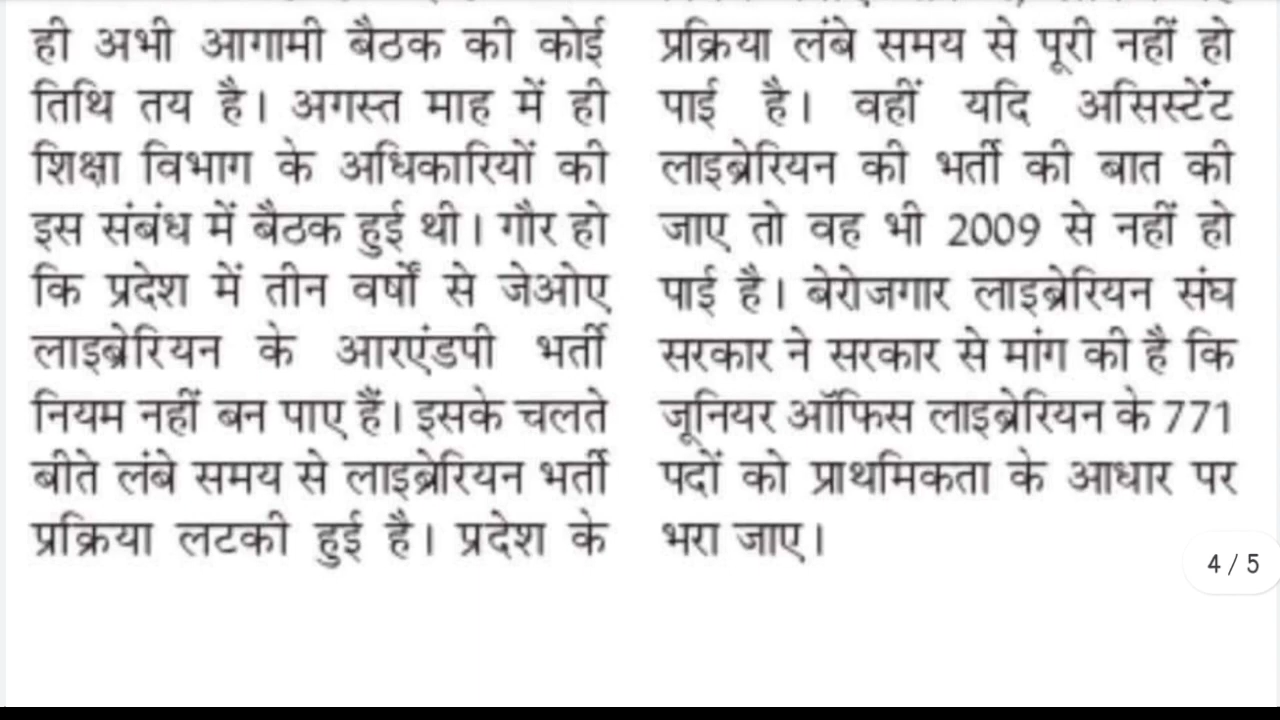 ही अभी आगामी बैठक की कोई
तिथि तय है। अगस्त माह में ही
शिक्षा विभाग के अधिकारियों की
इस संबंध में बैठक हुई थी। गौर हो
कि प्रदेश में तीन वर्षों से जेओए
लाइब्रेरियन के आरएंडपी भर्ती
नियम नहीं बन पाए हैं। इसके चलते
बीते लंबे समय से लाइब्रेरियन भर्ती
प्रक्रिया लटकी हुई है। प्रदेश के
प्रक्रिया लंबे समय से पूरी नहीं हो
पाई है। वहीं यदि असिस्टेंट
लाइब्रेरियन की भर्ती की बात की
जाए तो वह भी 2009 से नहीं हो
पाई है। बेरोजगार लाइब्रेरियन संघ
सरकार ने सरकार से मांग की है कि
जूनियर ऑफिस लाइब्रेरियन के 771
पदों को प्राथमिकता के आधार पर
भरा जाए।
4 / 5